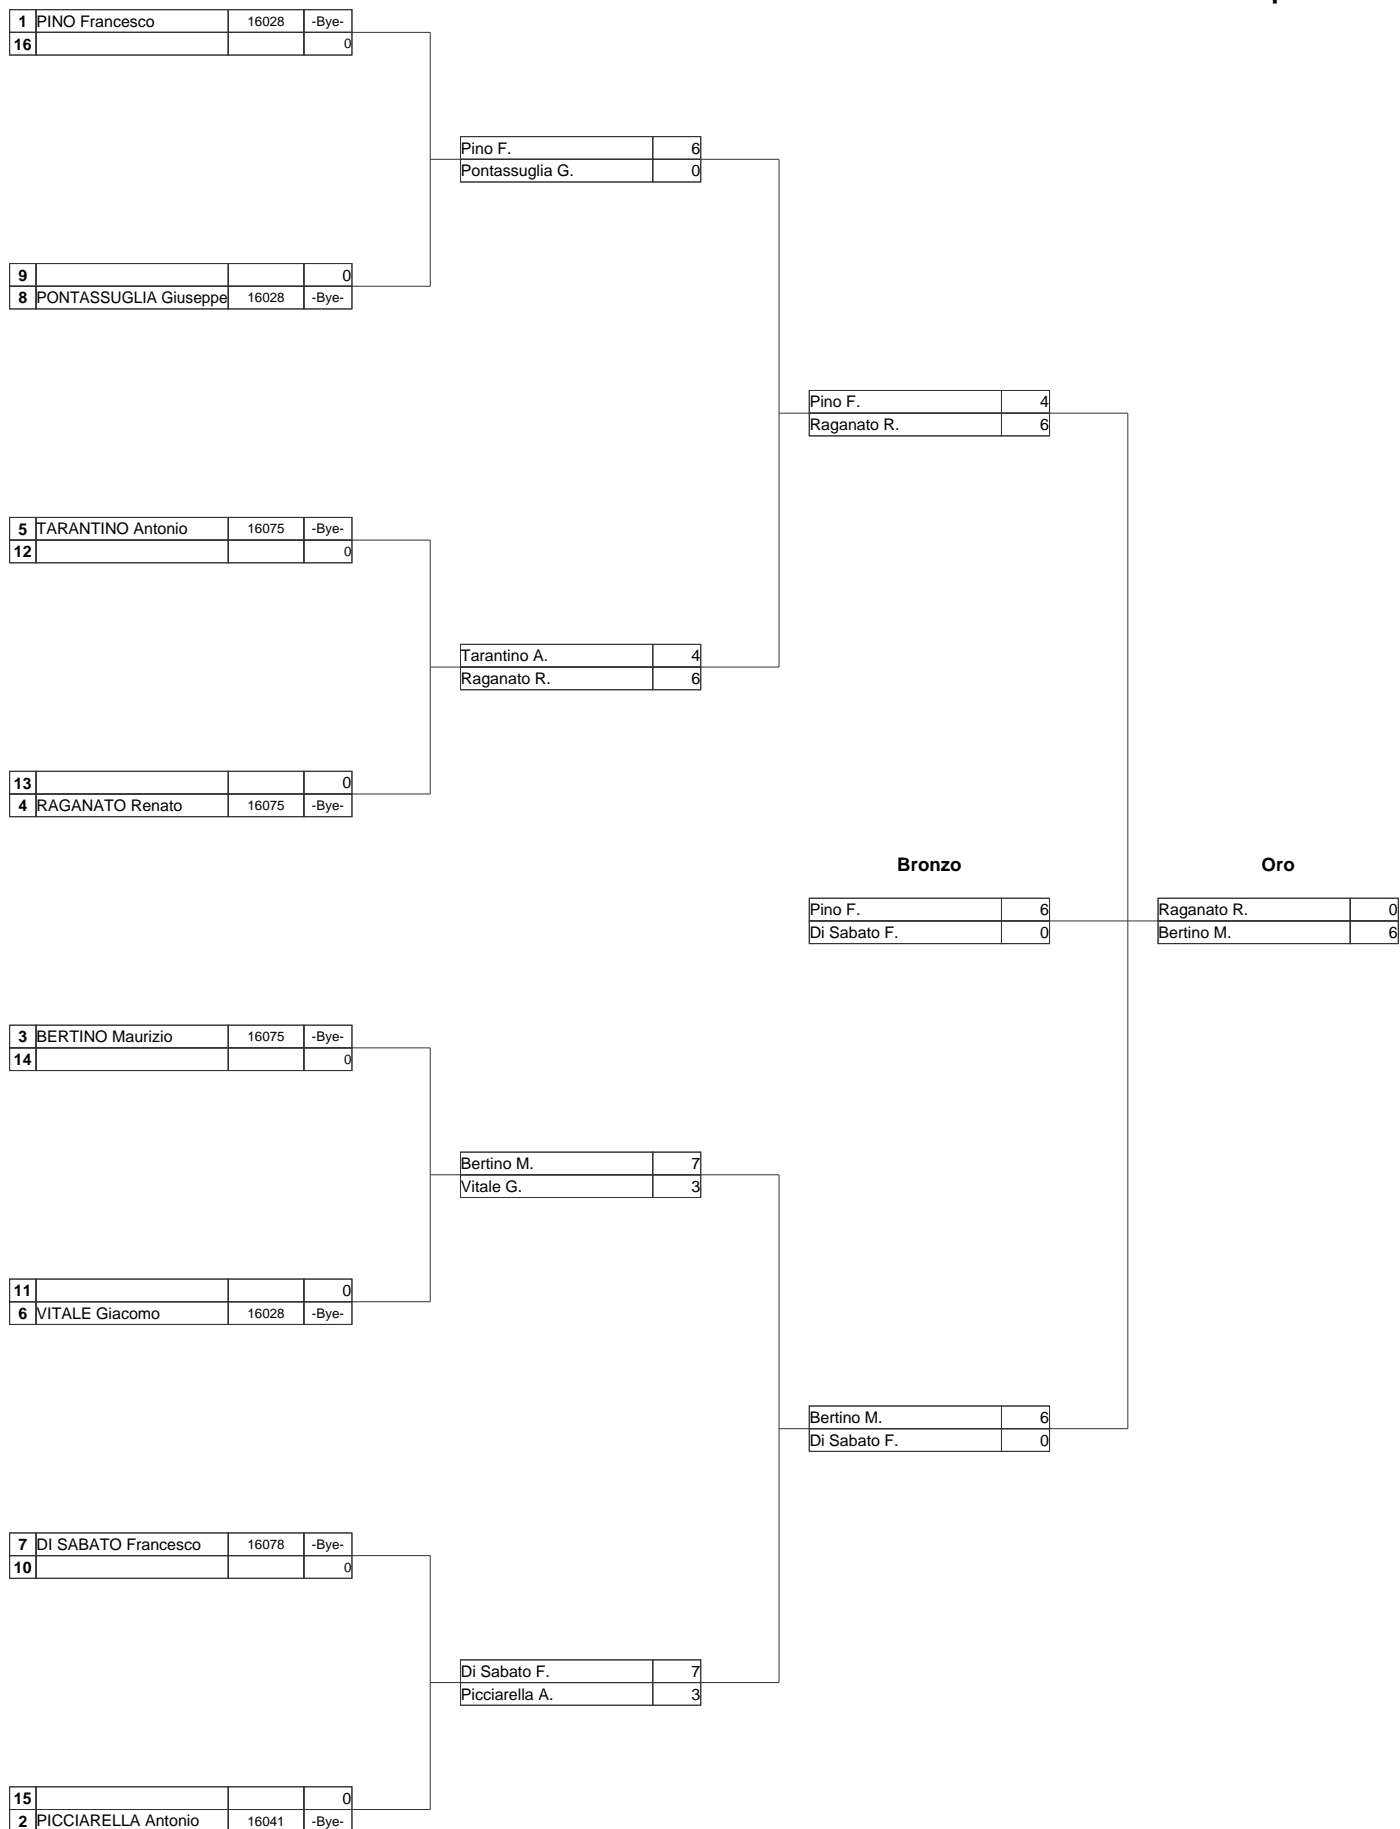 1 PINO Francesco 16028 -Bye-
16 0
Pino F. 6
Pontassuglia G. 0
9 0
8 PONTASSUGLIA Giuseppe 16028 -Bye-
Pino F. 4
Raganato R. 6
5 TARANTINO Antonio 16075 -Bye-
12 0
Tarantino A. 4
Raganato R. 6
13 0
4 RAGANATO Renato 16075 -Bye-
Bronzo Oro
Pino F. 6 Raganato R. 0
Di Sabato F. 0 Bertino M. 6
3 BERTINO Maurizio 16075 -Bye-
14 0
Bertino M. 7
Vitale G. 3
11 0
6 VITALE Giacomo 16028 -Bye-
Bertino M. 6
Di Sabato F. 0
7 DI SABATO Francesco 16078 -Bye-
10 0
Di Sabato F. 7
Picciarella A. 3
15 0
2 PICCIARELLA Antonio 16041 -Bye-